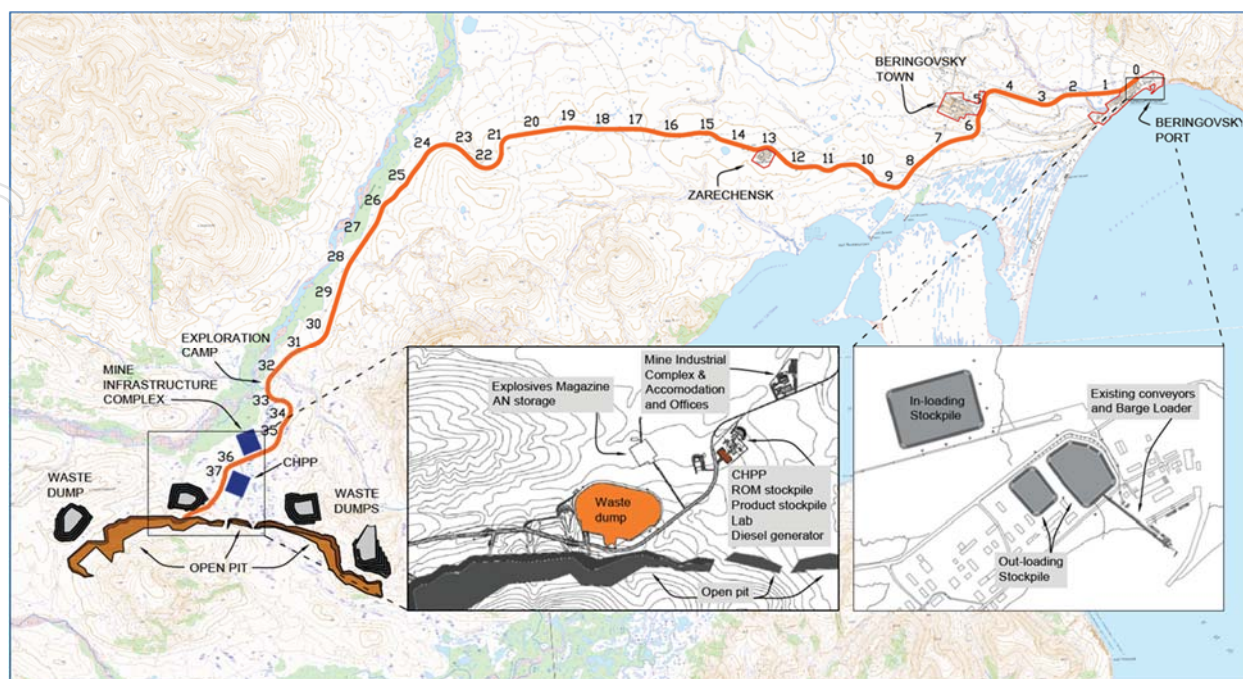 BERINGOVSKY
TOWN
0
1
2
3
4
5
6
7
8
9
10
11
12
13
14
15
16
17
18
19
20
21
22
23
24
25
26
27
28
29
30
31
32
33
34
35
36
37
BERINGOVSKY
PORT
ZARECHENSK
EXPLORATION
CAMP
MINE
INFRASTRUCTURE
COMPLEX
CHPP
WASTE
DUMP
WASTE
DUMPS
OPEN PIT
Mine Industrial
Complex &
Accomodation
and Offices
Explosives Magazine
AN storage
Waste
dump
CHPP
ROM stockpile
Product stockpile
Lab
Diesel generator
Open pit
In-loading
Stockpile
Existing conveyors
and Barge Loader
Out-loading
Stockpile